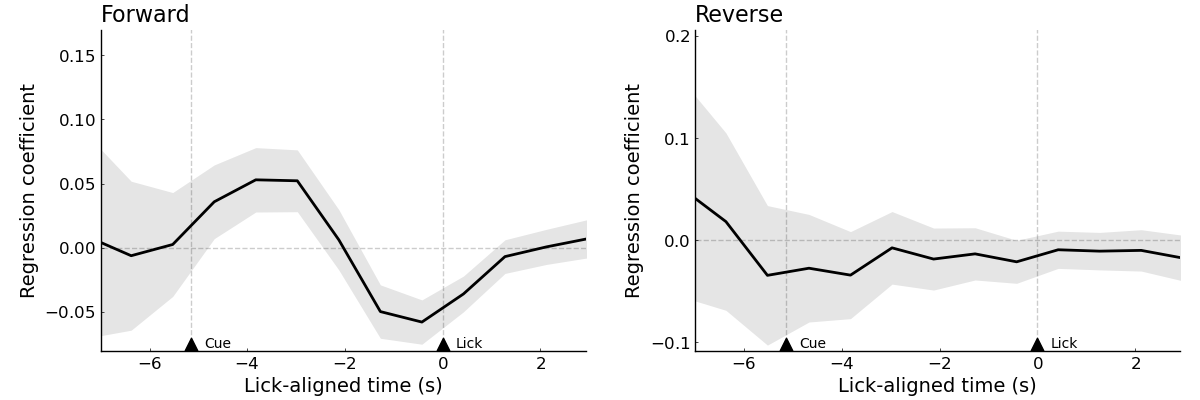 Forward
0.15
0.10
0.05
0.00
−0.05
Regression coefficient
Cue
Lick
−6
−4
−2
0
2
Lick-aligned time (s)
Reverse
0.2
0.1
0.0
−0.1
Regression coefficient
Cue
Lick
−6
−4
−2
0
2
Lick-aligned time (s)